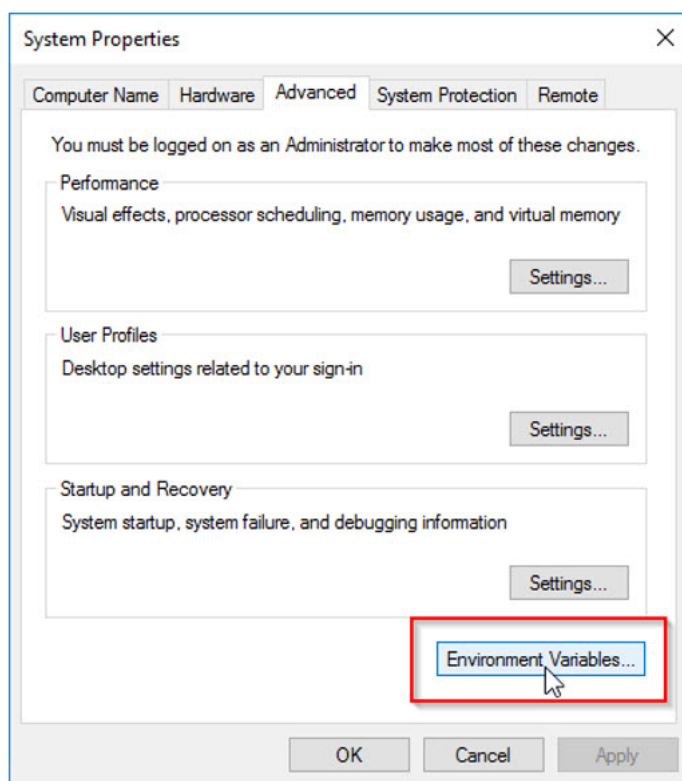 System Properties
Computer Name Hardware Advanced System Protection Remote
You must be logged on as an Administrator to make most of these changes.
Performance
Visual effects, processor scheduling, memory usage, and virtual memory
Settings...
User Profiles
Desktop settings related to your sign-in
Settings...
Startup and Recovery
System startup, system failure, and debugging information
Settings...
Environment Variables...
OK Cancel Apply